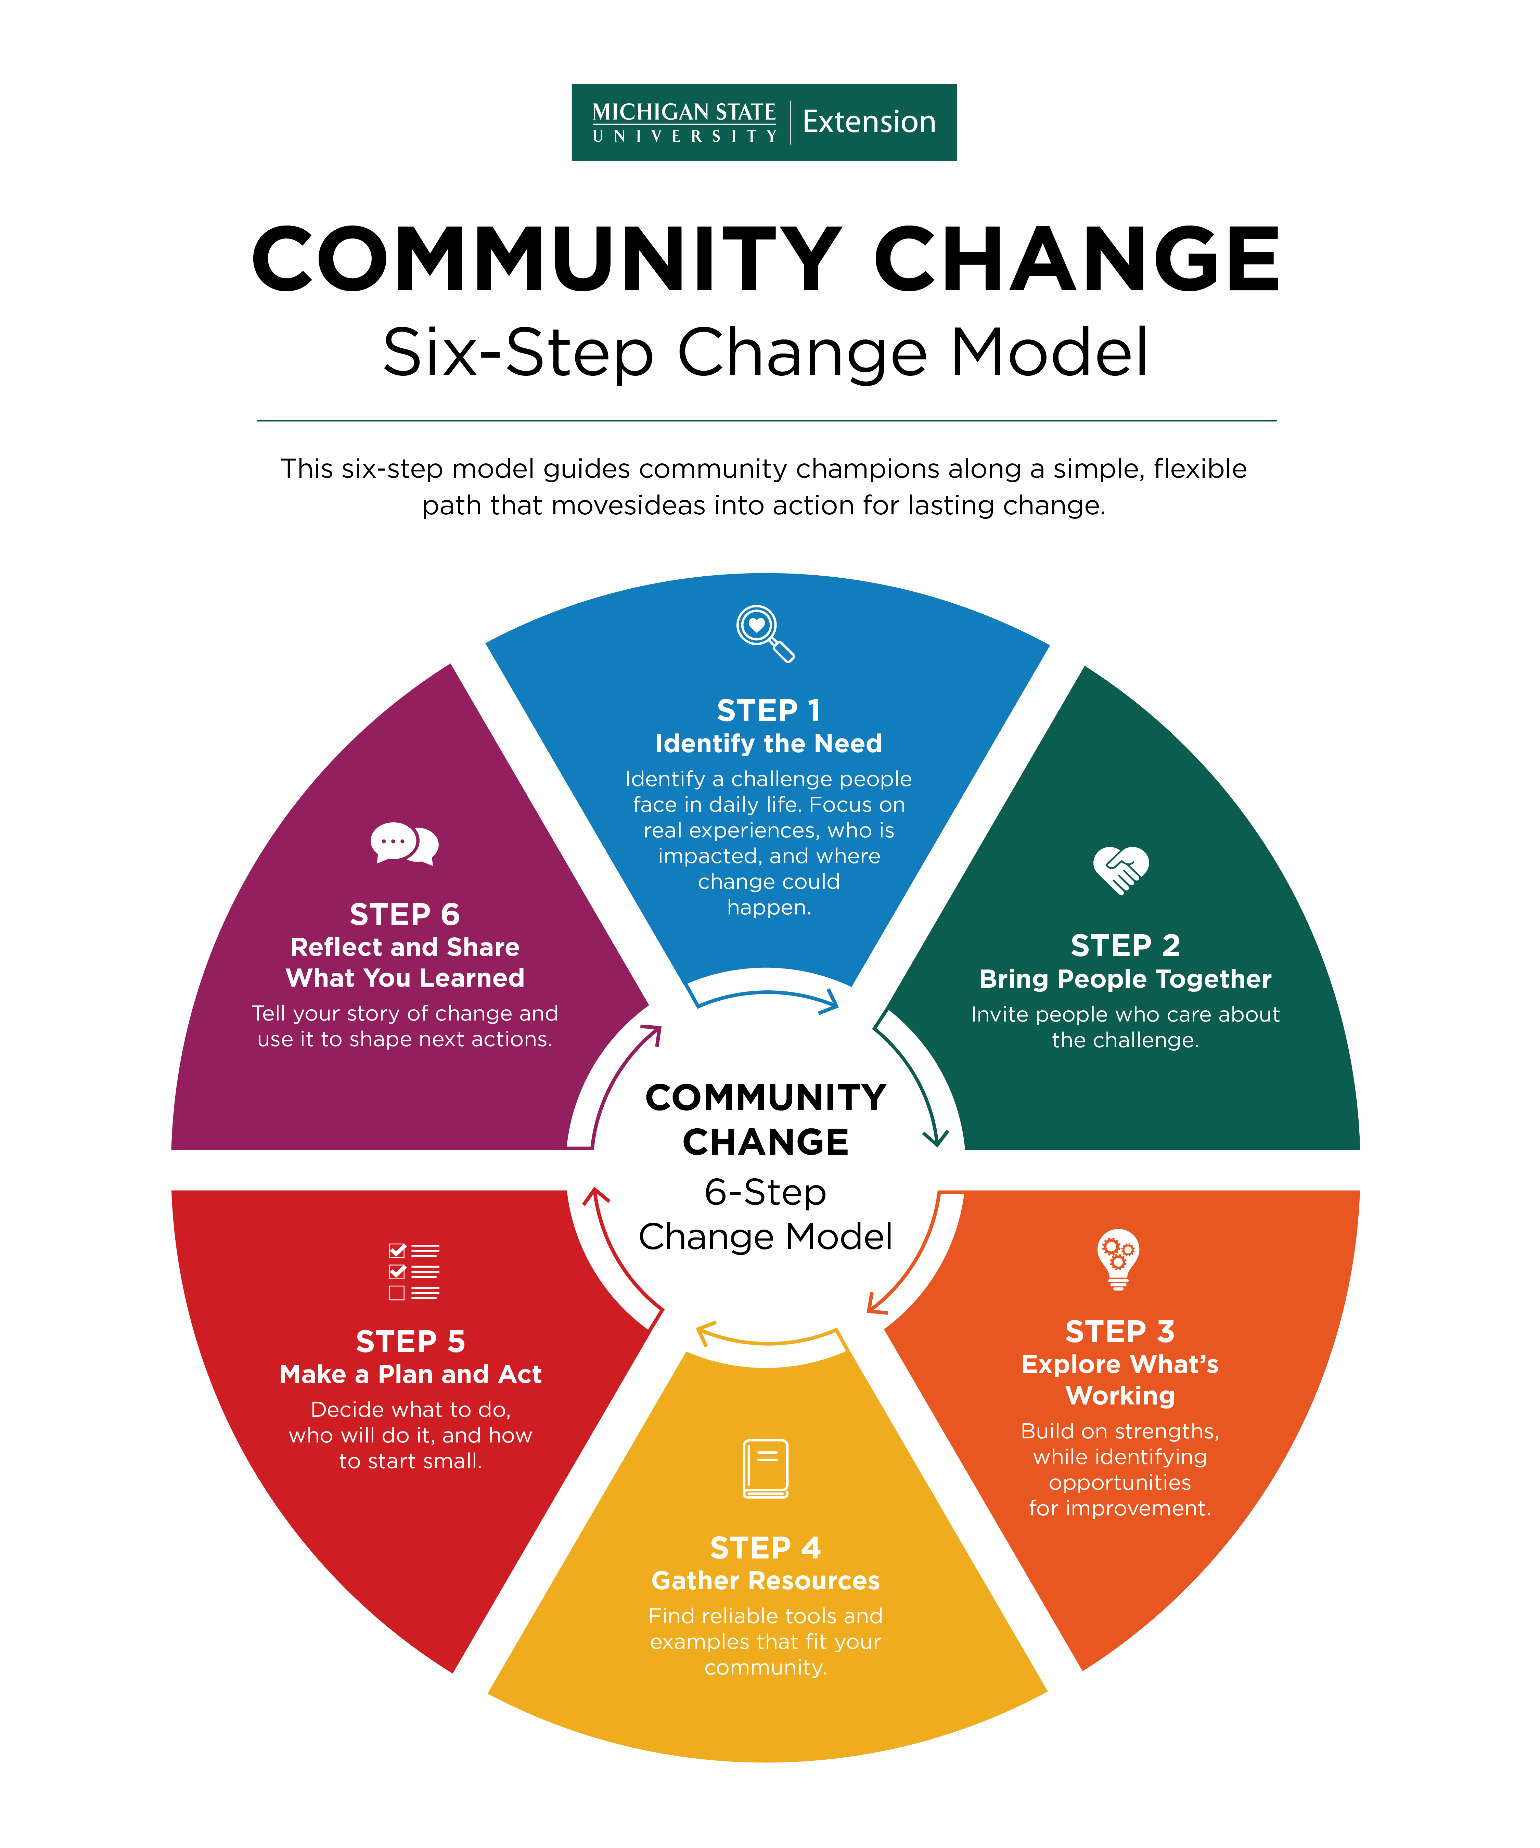 MICHIGAN STATE
UNIVERSITY
Extension
COMMUNITY CHANGE
Six-Step Change Model
This six-step model guides community champions along a simple, flexible
path that movesideas into action for lasting change.
STEP 1
Identify the Need
Identify a challenge people
face in daily life. Focus on
real experiences, who is
impacted, and where
change could
happen.
STEP 2
Bring People Together
Invite people who care about
the challenge.
STEP 3
Explore What’s
Working
Build on strengths,
while identifying
opportunities
for improvement.
STEP 4
Gather Resources
Find reliable tools and
examples that fit your
community.
STEP 5
Make a Plan and Act
Decide what to do,
who will do it, and how
to start small.
STEP 6
Reflect and Share
What You Learned
Tell your story of change and
use it to shape next actions.
COMMUNITY
CHANGE
6-Step
Change Model